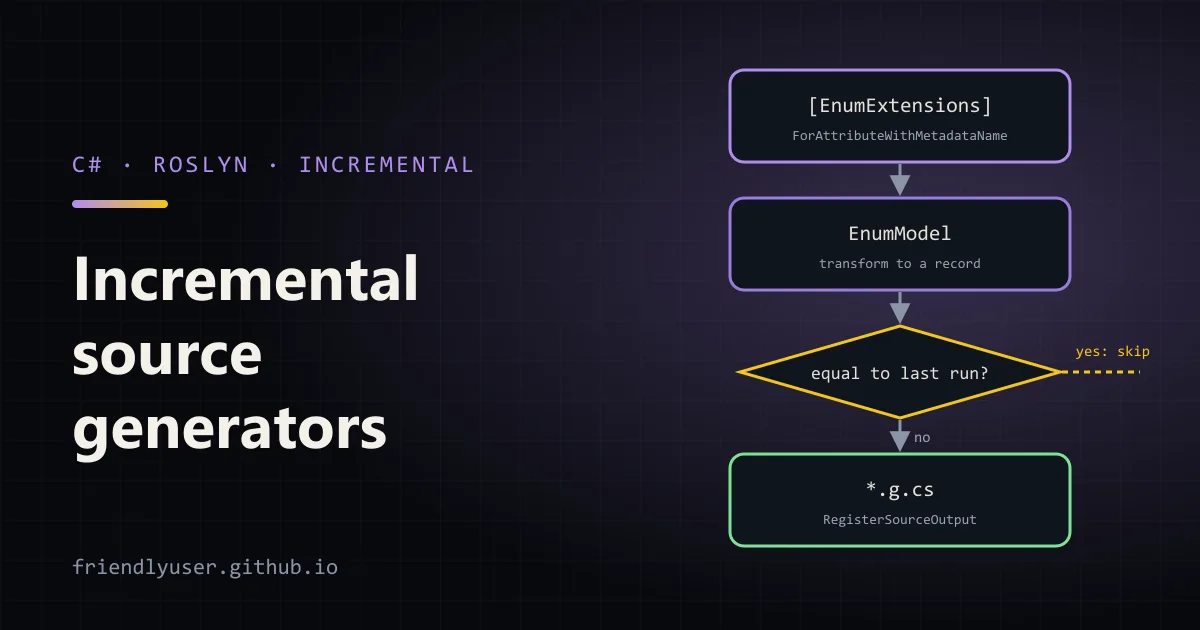 C# · ROSLYN · INCREMENTAL
Incremental
source
generators
friendlyuser.github.io
[EnumExtensions]
ForAttributeWithMetadataName
EnumModel
transform to a record
equal to last run?
yes: skip
no
*.g.cs
RegisterSourceOutput